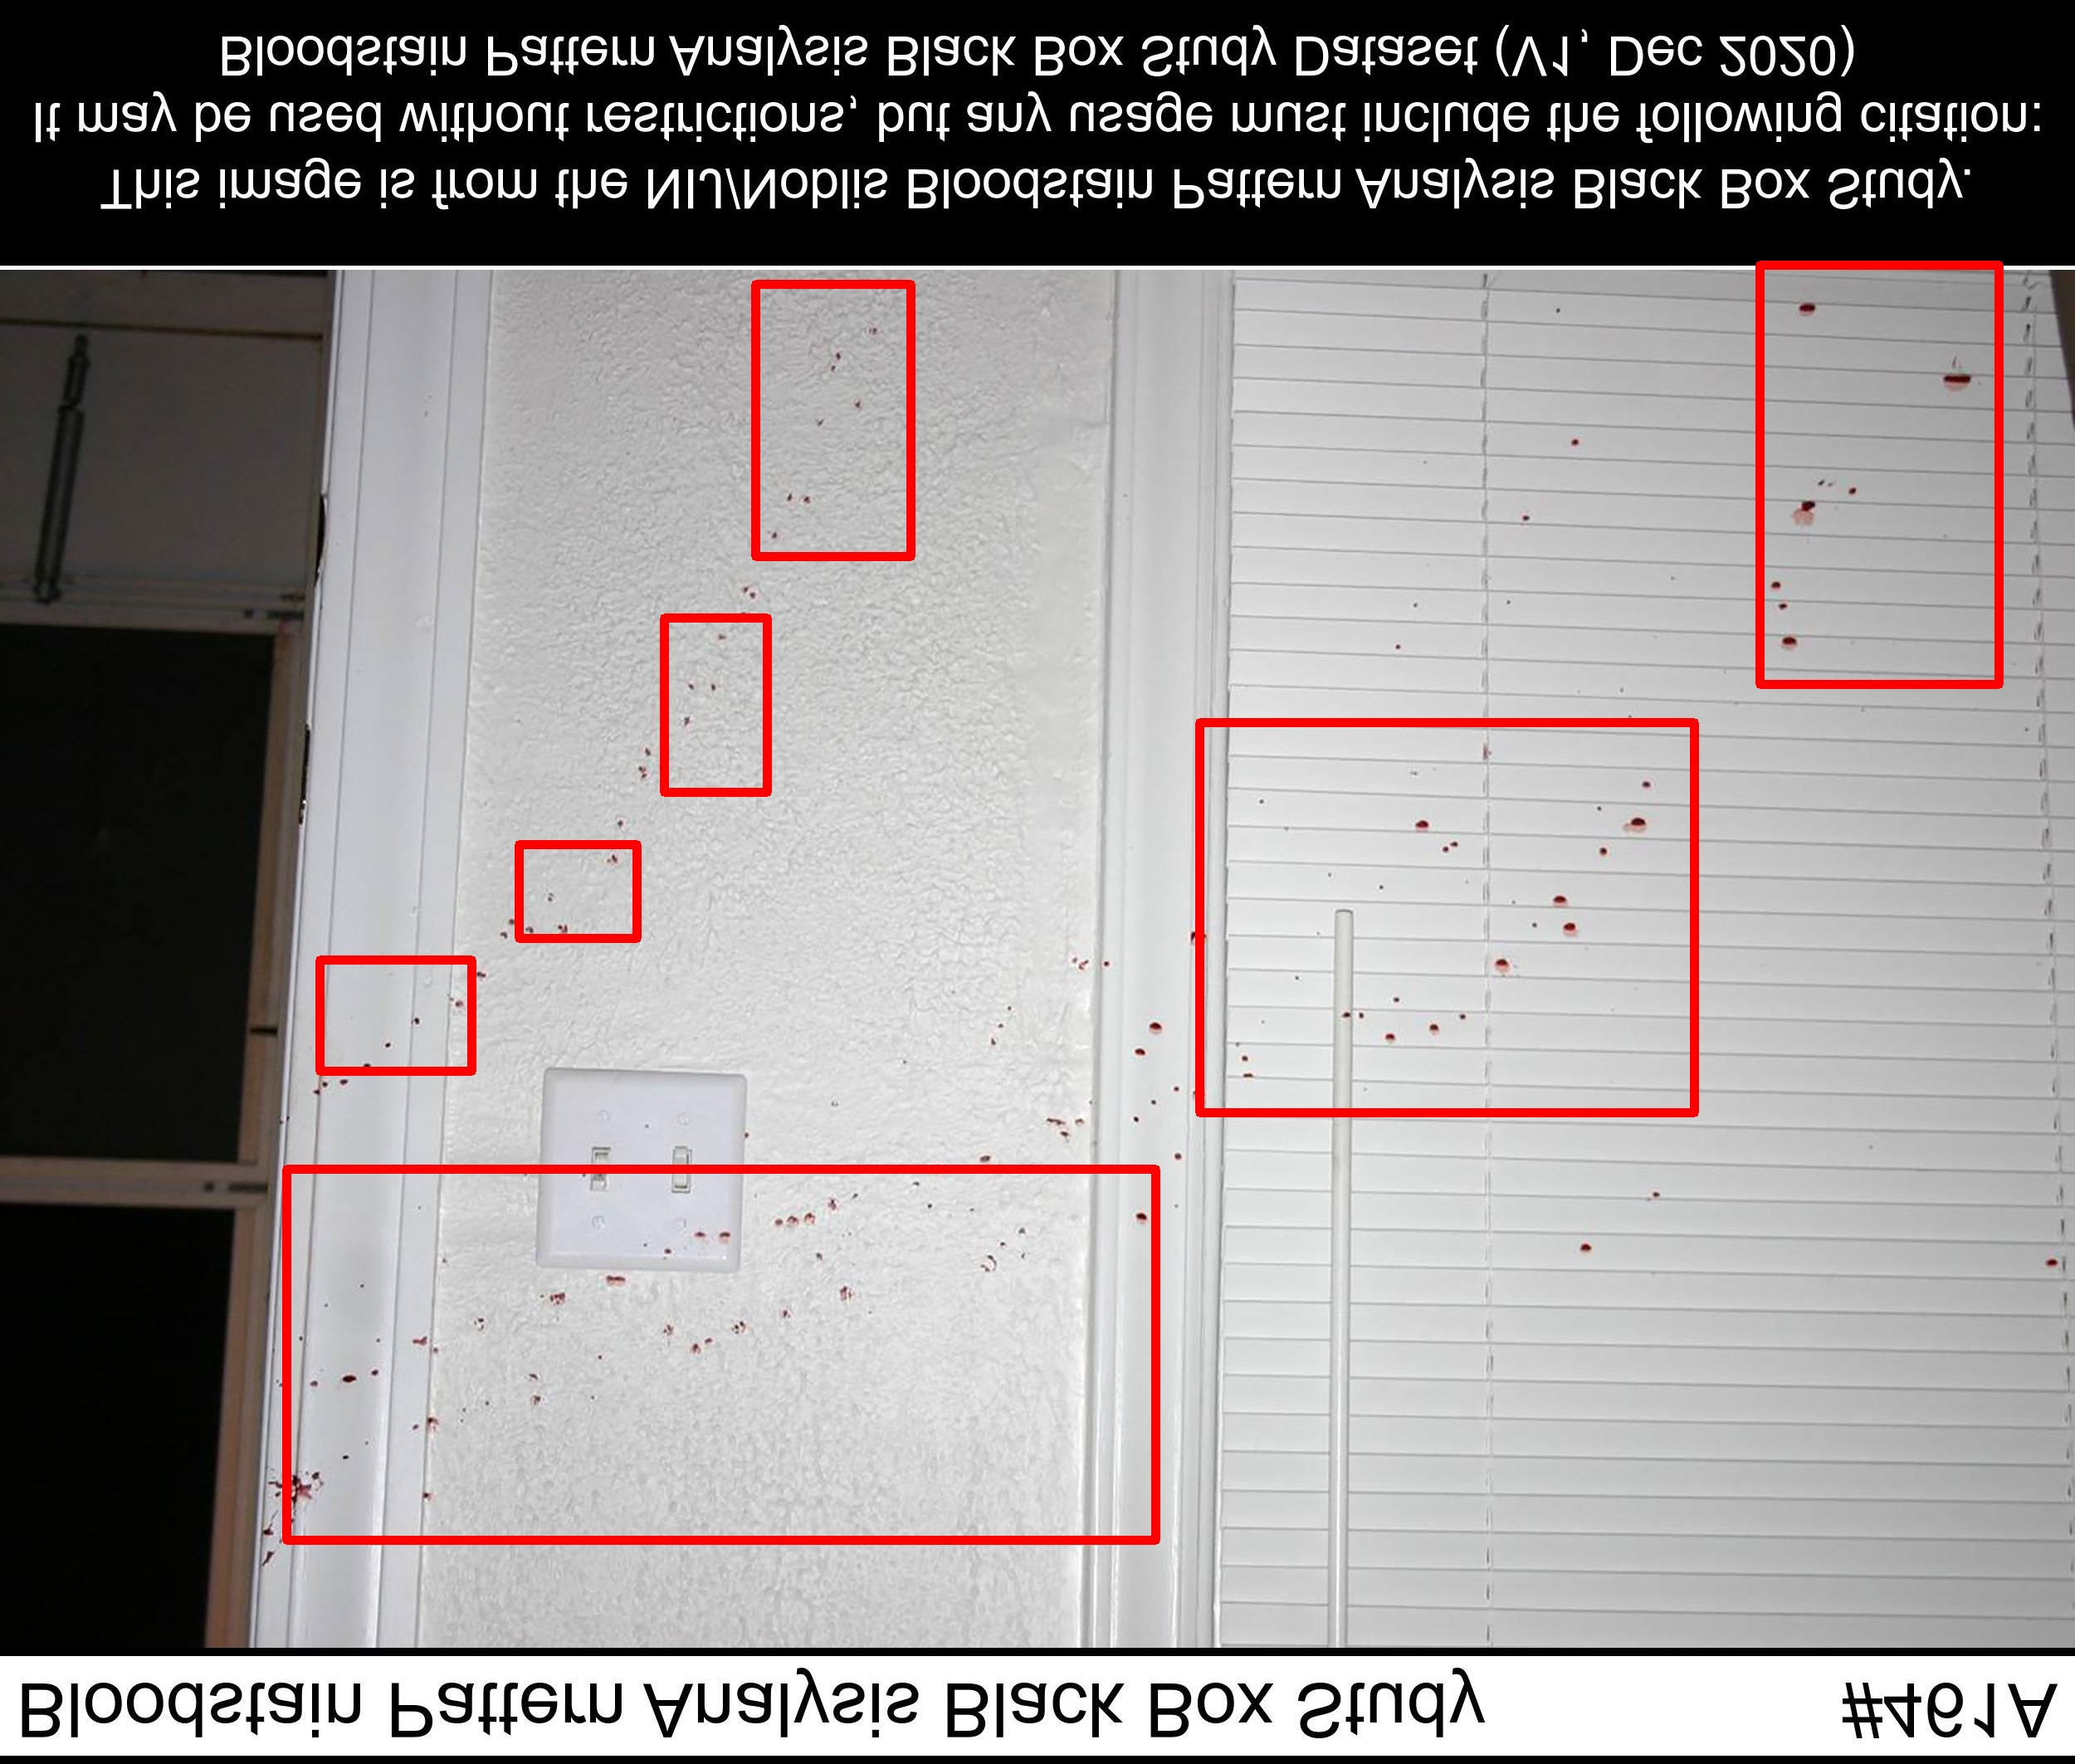 Bloodstain Pattern Analysis Black Box Study #461A
This image is from the NIJ/Noblis Bloodstain Pattern Analysis Black Box Study.
It may be used without restrictions, but any usage must include the following citation:
Bloodstain Pattern Analysis Black Box Study Dataset (V1, Dec 2020)